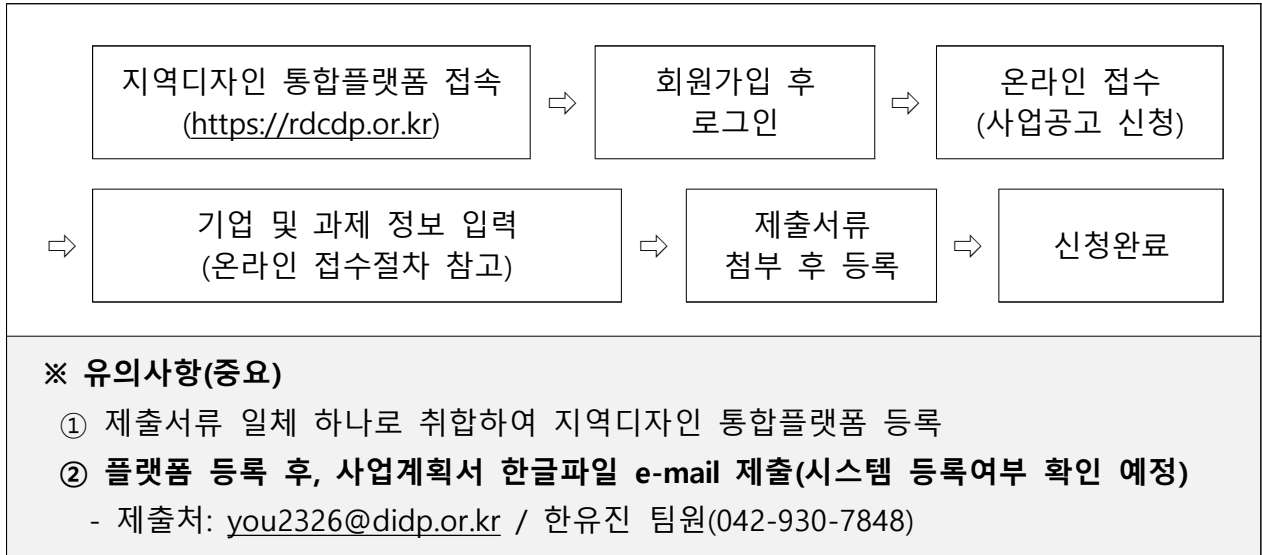 지역디자인 통합플랫폼 접속
(https://rdcdp.or.kr)
⇨
회원가입 후
로그인
⇨
온라인 접수
(사업공고 신청)
⇨
기업 및 과제 정보 입력
(온라인 접수절차 참고)
⇨
제출서류
첨부 후 등록
⇨
신청완료
※ 유의사항(중요)
① 제출서류 일체 하나로 취합하여 지역디자인 통합플랫폼 등록
② 플랫폼 등록 후, 사업계획서 한글파일 e-mail 제출(시스템 등록여부 확인 예정)
- 제출처: you2326@didp.or.kr / 한유진 팀원(042-930-7848)